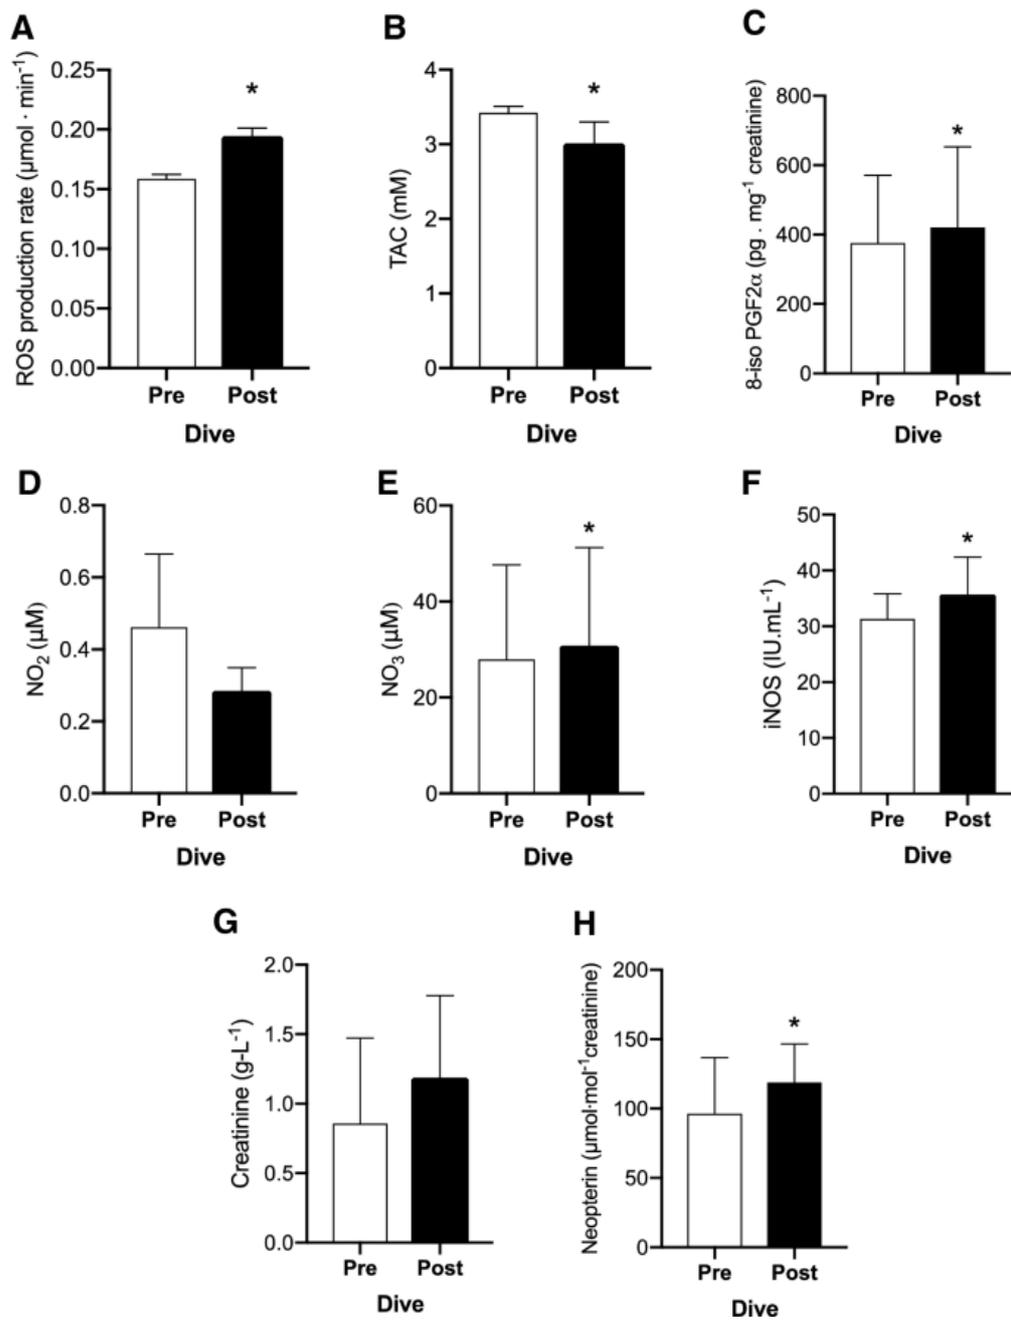 A
ROS production rate (µmol · min⁻¹)
0.25
0.20
0.15
0.10
0.05
0.00
*
Pre
Post
Dive
B
TAC (mM)
4
3
2
1
0
*
Pre
Post
Dive
C
8-iso PGF2α (pg . mg⁻¹ creatinine)
800
600
400
200
0
*
Pre
Post
Dive
D
NO₂ (µM)
0.8
0.6
0.4
0.2
0.0
Pre
Post
Dive
E
NO₃ (µM)
60
40
20
0
*
Pre
Post
Dive
F
iNOS (IU.mL⁻¹)
50
40
30
20
10
0
*
Pre
Post
Dive
G
Creatinine (g-L⁻¹)
2.0
1.5
1.0
0.5
0.0
Pre
Post
Dive
H
Neopterin (µmol·mol⁻¹creatinine)
200
150
100
50
0
*
Pre
Post
Dive